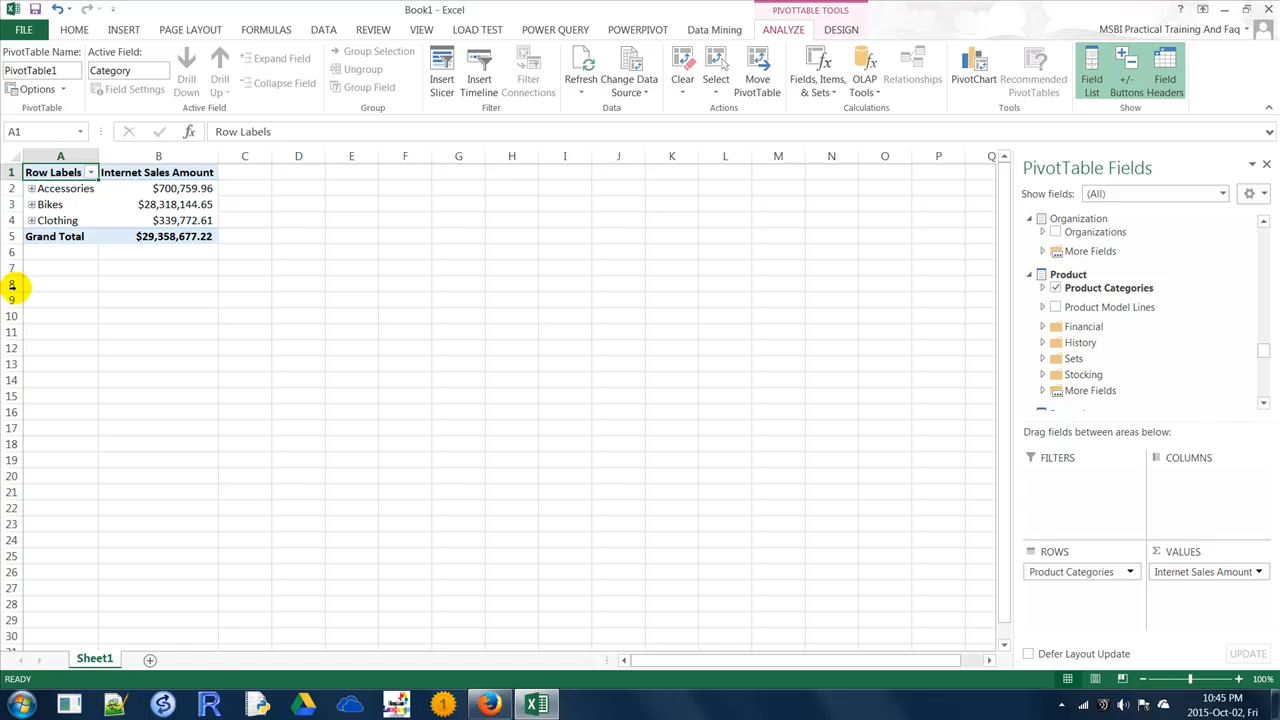 Book1 - Excel
PIVOTTABLE TOOLS
FILE HOME INSERT PAGE LAYOUT FORMULAS DATA REVIEW VIEW LOAD TEST POWER QUERY POWERPIVOT Data Mining ANALYZE DESIGN MSBI Practical Training And Faq
PivotTable Name:
PivotTable1
Options
PivotTable
Active Field:
Category
Field Settings
Drill Down
Drill Up
Expand Field
Collapse Field
Active Field
Group Selection
Ungroup
Group Field
Group
Insert Slicer
Insert Timeline
Filter Connections
Filter
Refresh
Change Data Source
Data
Clear
Select
Move PivotTable
Actions
Fields, Items, & Sets
OLAP Tools
Relationships
Calculations
PivotChart
Recommended PivotTables
Tools
Field List
+/- Buttons
Field Headers
Show
A1 fx Row Labels
A B C D E F G H I J K L M N O P Q
1 Row Labels Internet Sales Amount
2 Accessories $700,759.96
3 Bikes $28,318,144.65
4 Clothing $339,772.61
5 Grand Total $29,358,677.22
6
7
8
9
10
11
12
13
14
15
16
17
18
19
20
21
22
23
24
25
26
27
28
29
30
PivotTable Fields
Show fields: (All)
Organization
Organizations
More Fields
Product
Product Categories
Product Model Lines
Financial
History
Sets
Stocking
More Fields
Drag fields between areas below:
FILTERS
COLUMNS
ROWS
Product Categories
Σ VALUES
Internet Sales Amount
Defer Layout Update
UPDATE
Sheet1
READY
100%
10:45 PM
2015-Oct-02, Fri